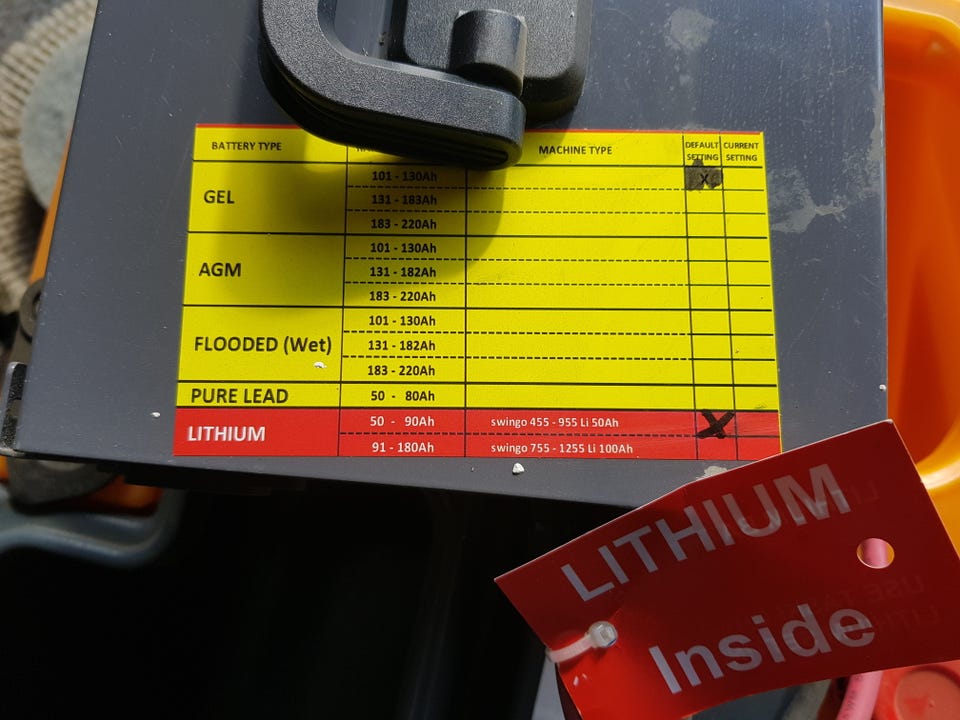 BATTERY TYPE MACHINE TYPE DEFAULT SETTING CURRENT SETTING
GEL
101 - 130Ah X
131 - 183Ah
183 - 220Ah
AGM
101 - 130Ah
131 - 182Ah
183 - 220Ah
FLOODED (Wet)
101 - 130Ah
131 - 182Ah
183 - 220Ah
PURE LEAD 50 - 80Ah
LITHIUM
50 - 90Ah swingo 455 - 955 Li 50Ah X
91 - 180Ah swingo 755 - 1255 Li 100Ah
LITHIUM
Inside